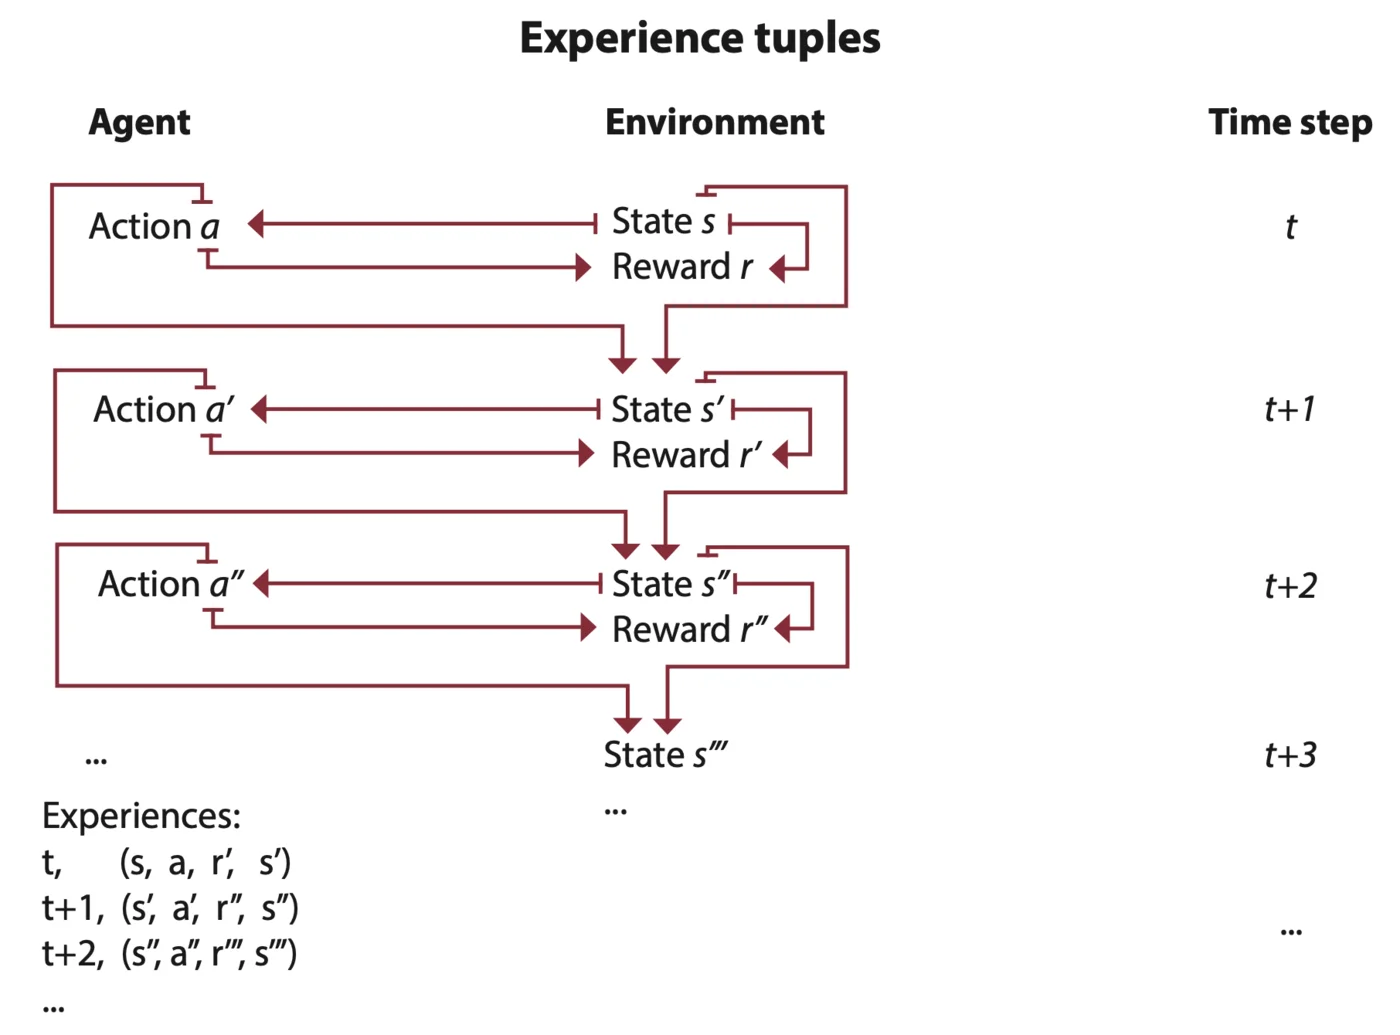 Experience tuples
Agent Environment Time step
Action a State s t
Reward r
Action a′ State s′ t+1
Reward r′
Action a″ State s″ t+2
Reward r″
... State s‴ t+3
...
Experiences:
t, (s, a, r′, s′)
t+1, (s′, a′, r″, s″)
t+2, (s″, a″, r‴, s‴)
...
...